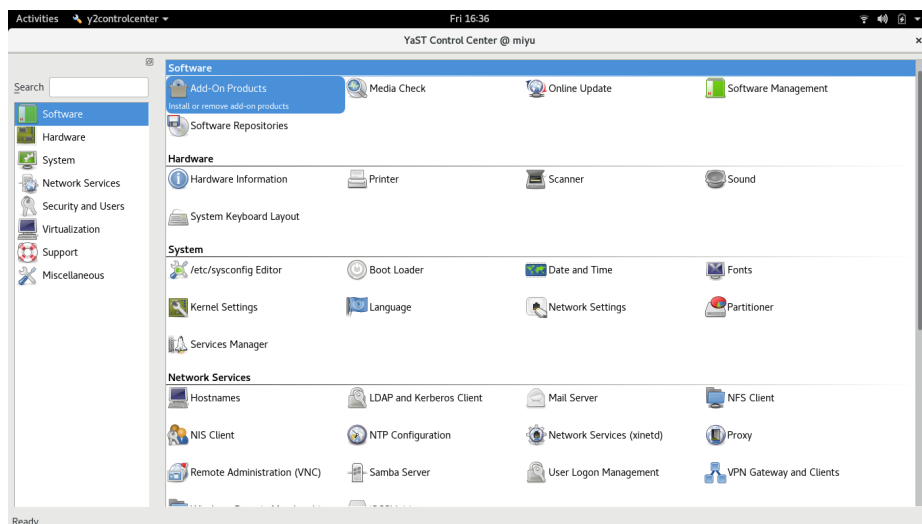 Activities y2controlcenter Fri 16:36
YaST Control Center @ miyu
Search
Software
Hardware
System
Network Services
Security and Users
Virtualization
Support
Miscellaneous
Software
Add-On Products Media Check Online Update Software Management
Install or remove add-on products
Software Repositories
Hardware
Hardware Information Printer Scanner Sound
System Keyboard Layout
System
/etc/sysconfig Editor Boot Loader Date and Time Fonts
Kernel Settings Language Network Settings Partitioner
Services Manager
Network Services
Hostnames LDAP and Kerberos Client Mail Server NFS Client
NIS Client NTP Configuration Network Services (xinetd) Proxy
Remote Administration (VNC) Samba Server User Logon Management VPN Gateway and Clients
Ready